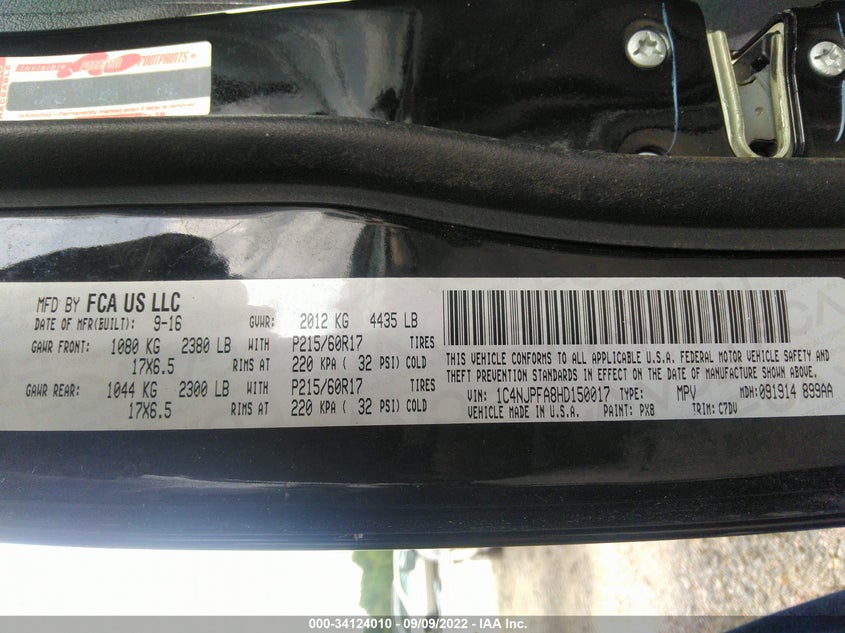 Invisible PHANTOM FOOTPRINTS
TRACEABLE
MFD BY FCA US LLC
DATE OF MFR(BUILT): 9-16 GVWR: 2012 KG 4435 LB
GAWR FRONT: 1080 KG 2380 LB WITH P215/60R17 TIRES
17X6.5 RIMS AT 220 KPA ( 32 PSI) COLD
GAWR REAR: 1044 KG 2300 LB WITH P215/60R17 TIRES
17X6.5 RIMS AT 220 KPA ( 32 PSI) COLD
THIS VEHICLE CONFORMS TO ALL APPLICABLE U.S.A. FEDERAL MOTOR VEHICLE SAFETY AND
THEFT PREVENTION STANDARDS IN EFFECT ON THE DATE OF MANUFACTURE SHOWN ABOVE.
VIN: 1C4NJPFA8HD150017 TYPE: MPV MDH: 091914 899AA
VEHICLE MADE IN U.S.A. PAINT: PX8 TRIM: C7DV
000-34124010 - 09/09/2022 - IAA Inc.